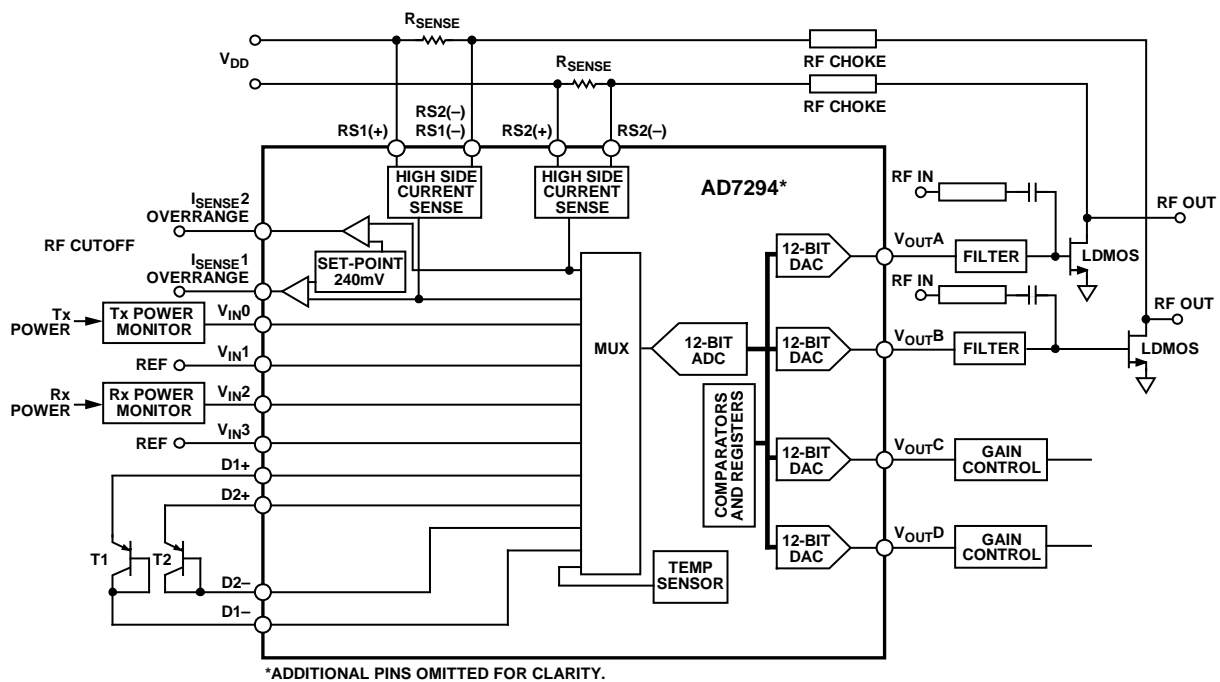 RSENSE
VDD
RSENSE
RF CHOKE
RF CHOKE
RS2(–)
RS1(+)
RS1(–)
RS2(+)
RS2(–)
HIGH SIDE
CURRENT
SENSE
HIGH SIDE
CURRENT
SENSE
AD7294*
RF IN
RF OUT
ISENSE2
OVERRANGE
RF CUTOFF
ISENSE1
OVERRANGE
SET-POINT
240mV
12-BIT
DAC
VOUTA
FILTER
LDMOS
RF IN
RF OUT
Tx
POWER
Tx POWER
MONITOR
VIN0
REF
VIN1
MUX
12-BIT
ADC
12-BIT
DAC
VOUTB
FILTER
LDMOS
Rx
POWER
Rx POWER
MONITOR
VIN2
REF
VIN3
COMPARATORS
AND REGISTERS
12-BIT
DAC
VOUTC
GAIN
CONTROL
D1+
D2+
T1
T2
12-BIT
DAC
VOUTD
GAIN
CONTROL
TEMP
SENSOR
D2–
D1–
*ADDITIONAL PINS OMITTED FOR CLARITY.